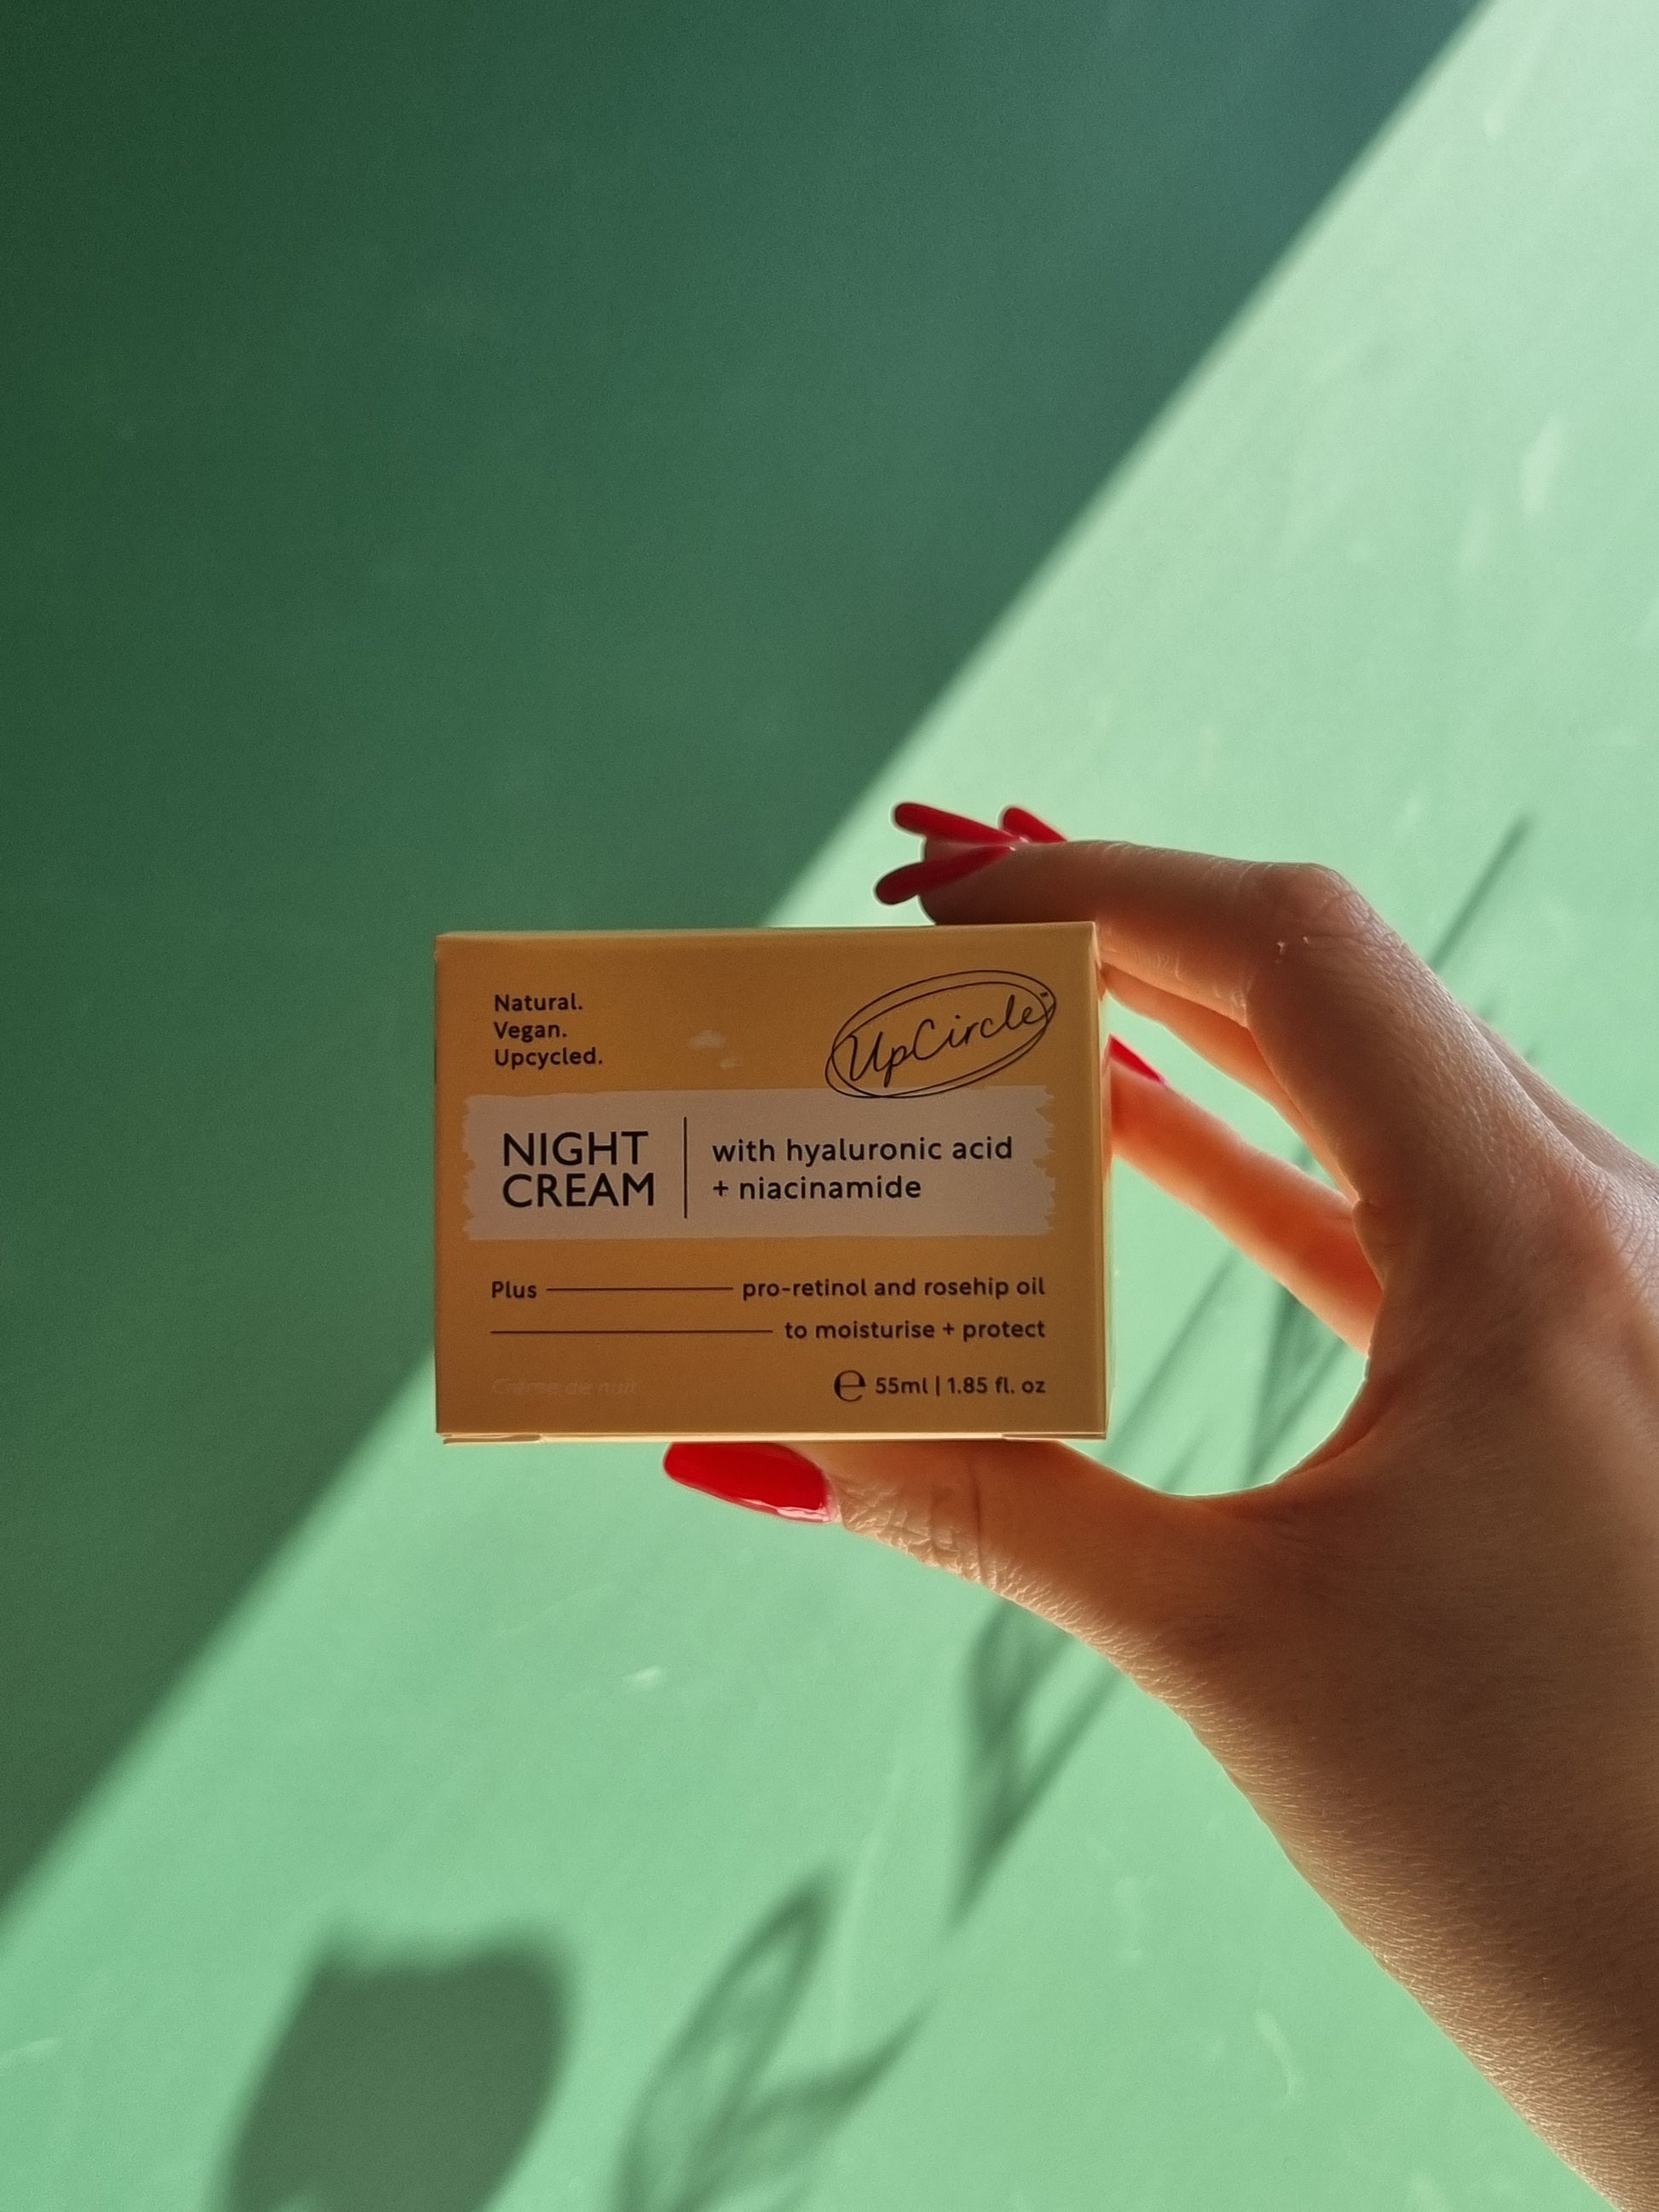 Natural.
Vegan.
Upcycled.
UpCircle
NIGHT
CREAM
with hyaluronic acid
+ niacinamide
Plus pro-retinol and rosehip oil
to moisturise + protect
Crème de nuit
℮ 55ml | 1.85 fl. oz